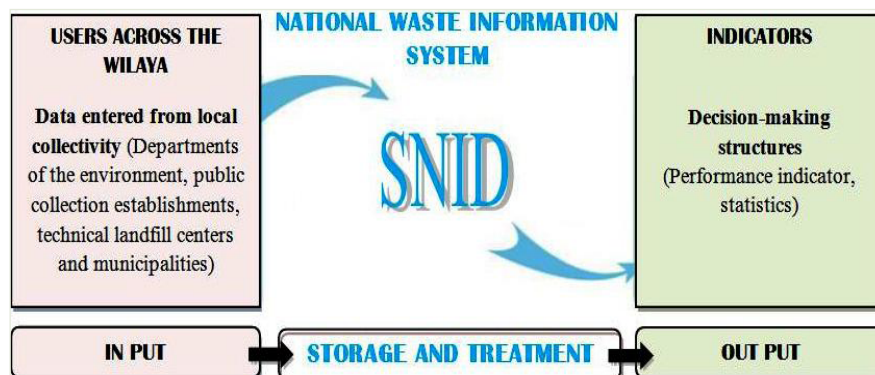 USERS ACROSS THE
WILAYA
Data entered from local
collectivity (Departments
of the environment, public
collection establishments,
technical landfill centers
and municipalities)
NATIONAL WASTE INFORMATION
SYSTEM
SNID
INDICATORS
Decision-making
structures
(Performance indicator,
statistics)
IN PUT
STORAGE AND TREATMENT
OUT PUT